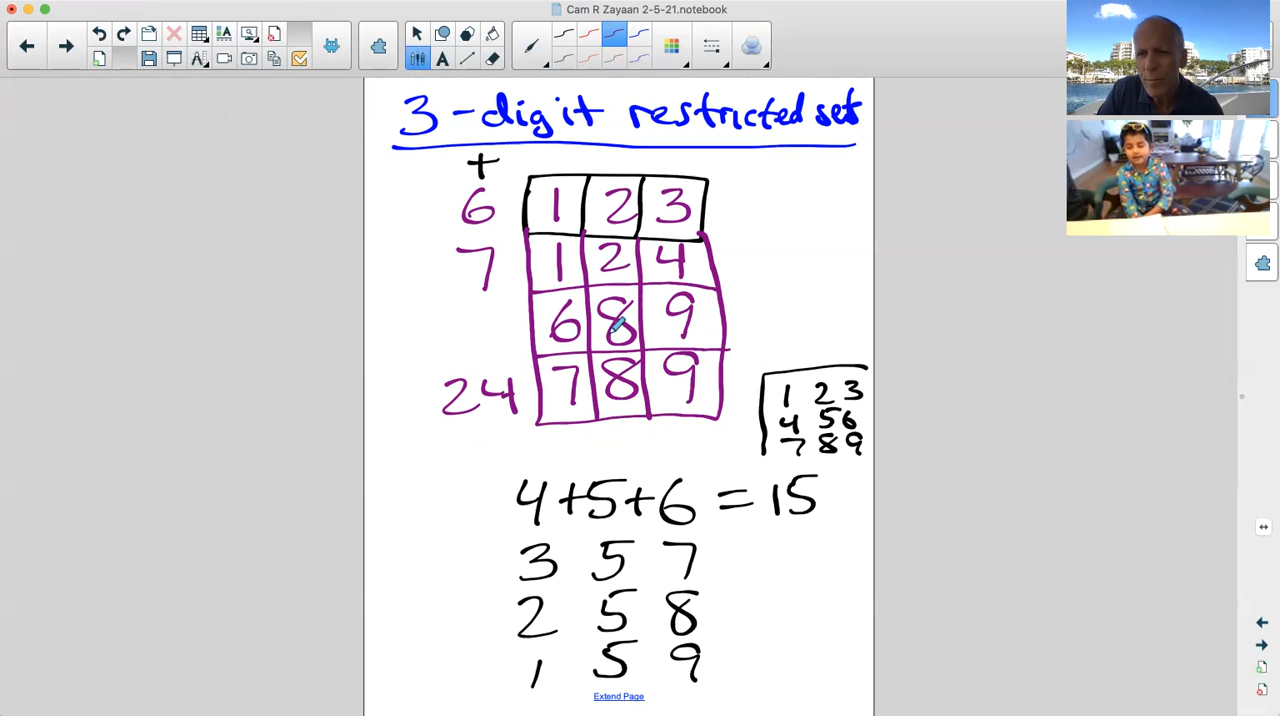 Cam R Zayaan 2-5-21.notebook
3-digit restricted set
+
6 1 2 3
7 1 2 4
6 8 9
24 7 8 9
1 2 3
4 5 6
7 8 9
4+5+6=15
3 5 7
2 5 8
1 5 9
Extend Page